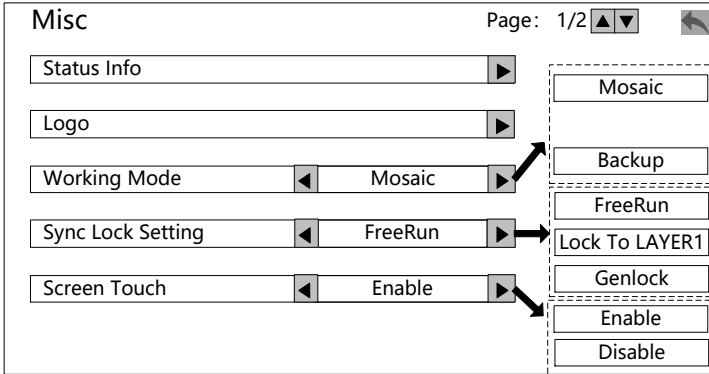 Misc
Page: 1/2
Status Info
Logo
Working Mode
Mosaic
Sync Lock Setting
FreeRun
Screen Touch
Enable
Mosaic
Backup
FreeRun
Lock To LAYER1
Genlock
Enable
Disable